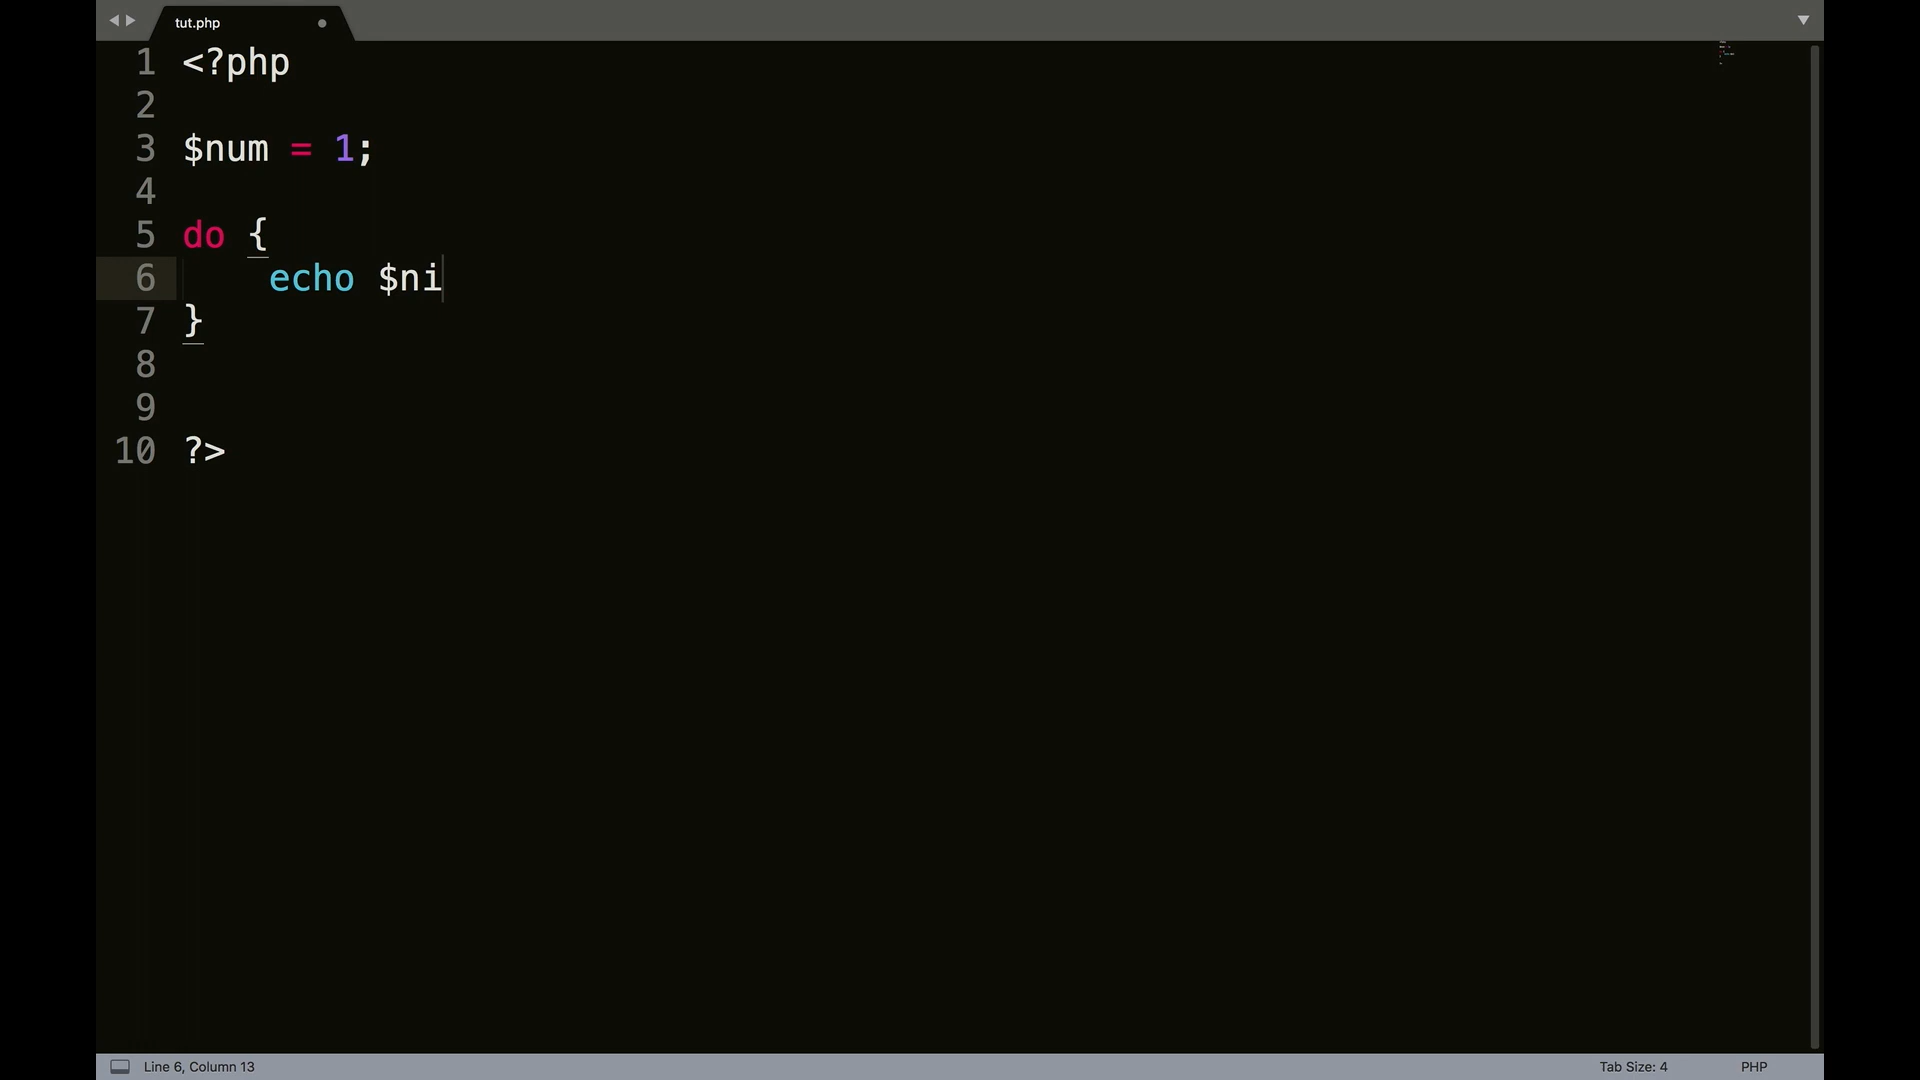 tut.php
1 <?php
2
3 $num = 1;
4
5 do {
6     echo $ni
7 }
8
9
10 ?>
Line 6, Column 13
Tab Size: 4
PHP